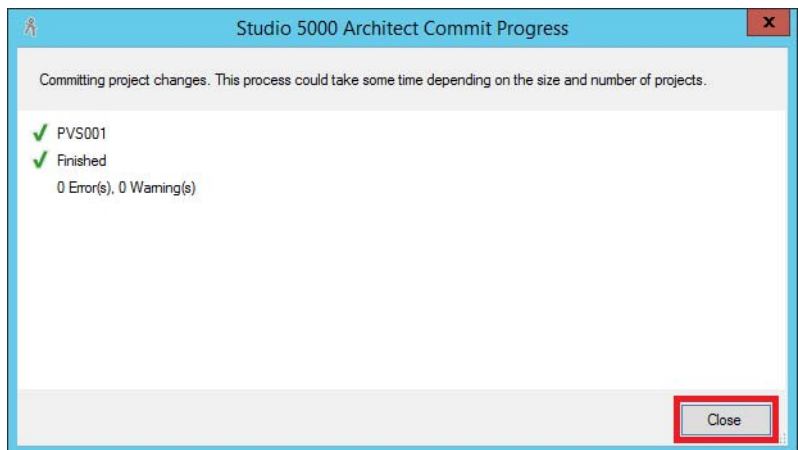 Studio 5000 Architect Commit Progress
x
Committing project changes. This process could take some time depending on the size and number of projects.
PVS001
Finished
0 Error(s), 0 Warning(s)
Close